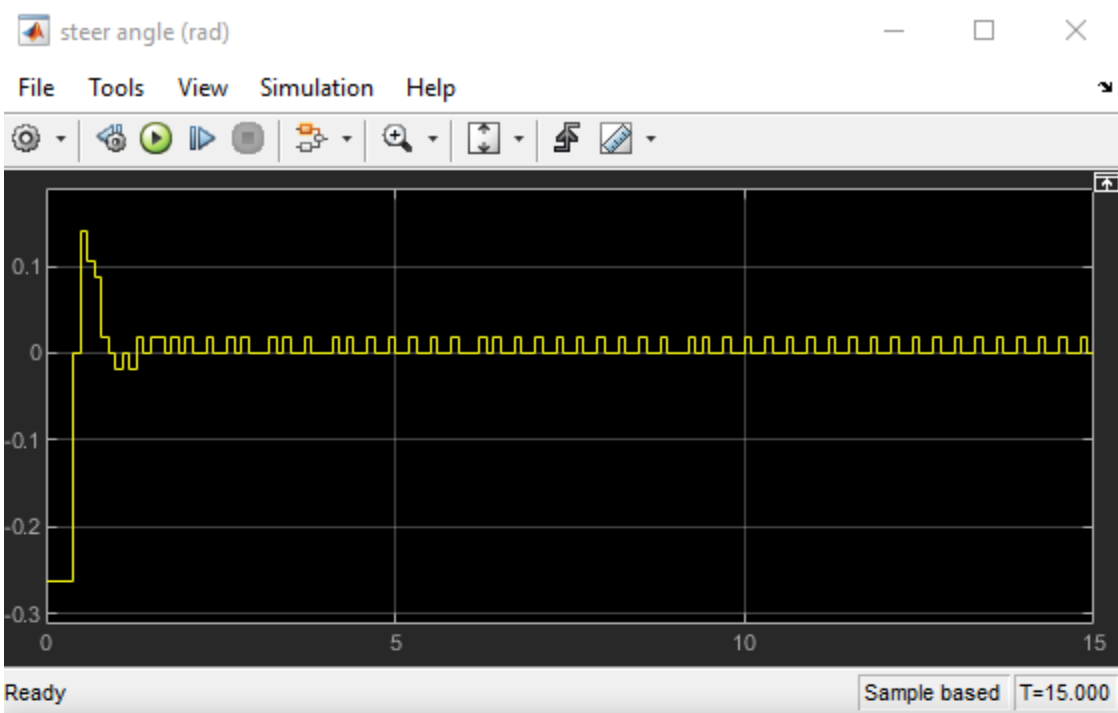 steer angle (rad)
File Tools View Simulation Help
0.1
0
-0.1
-0.2
-0.3
0 5 10 15
Ready Sample based T=15.000